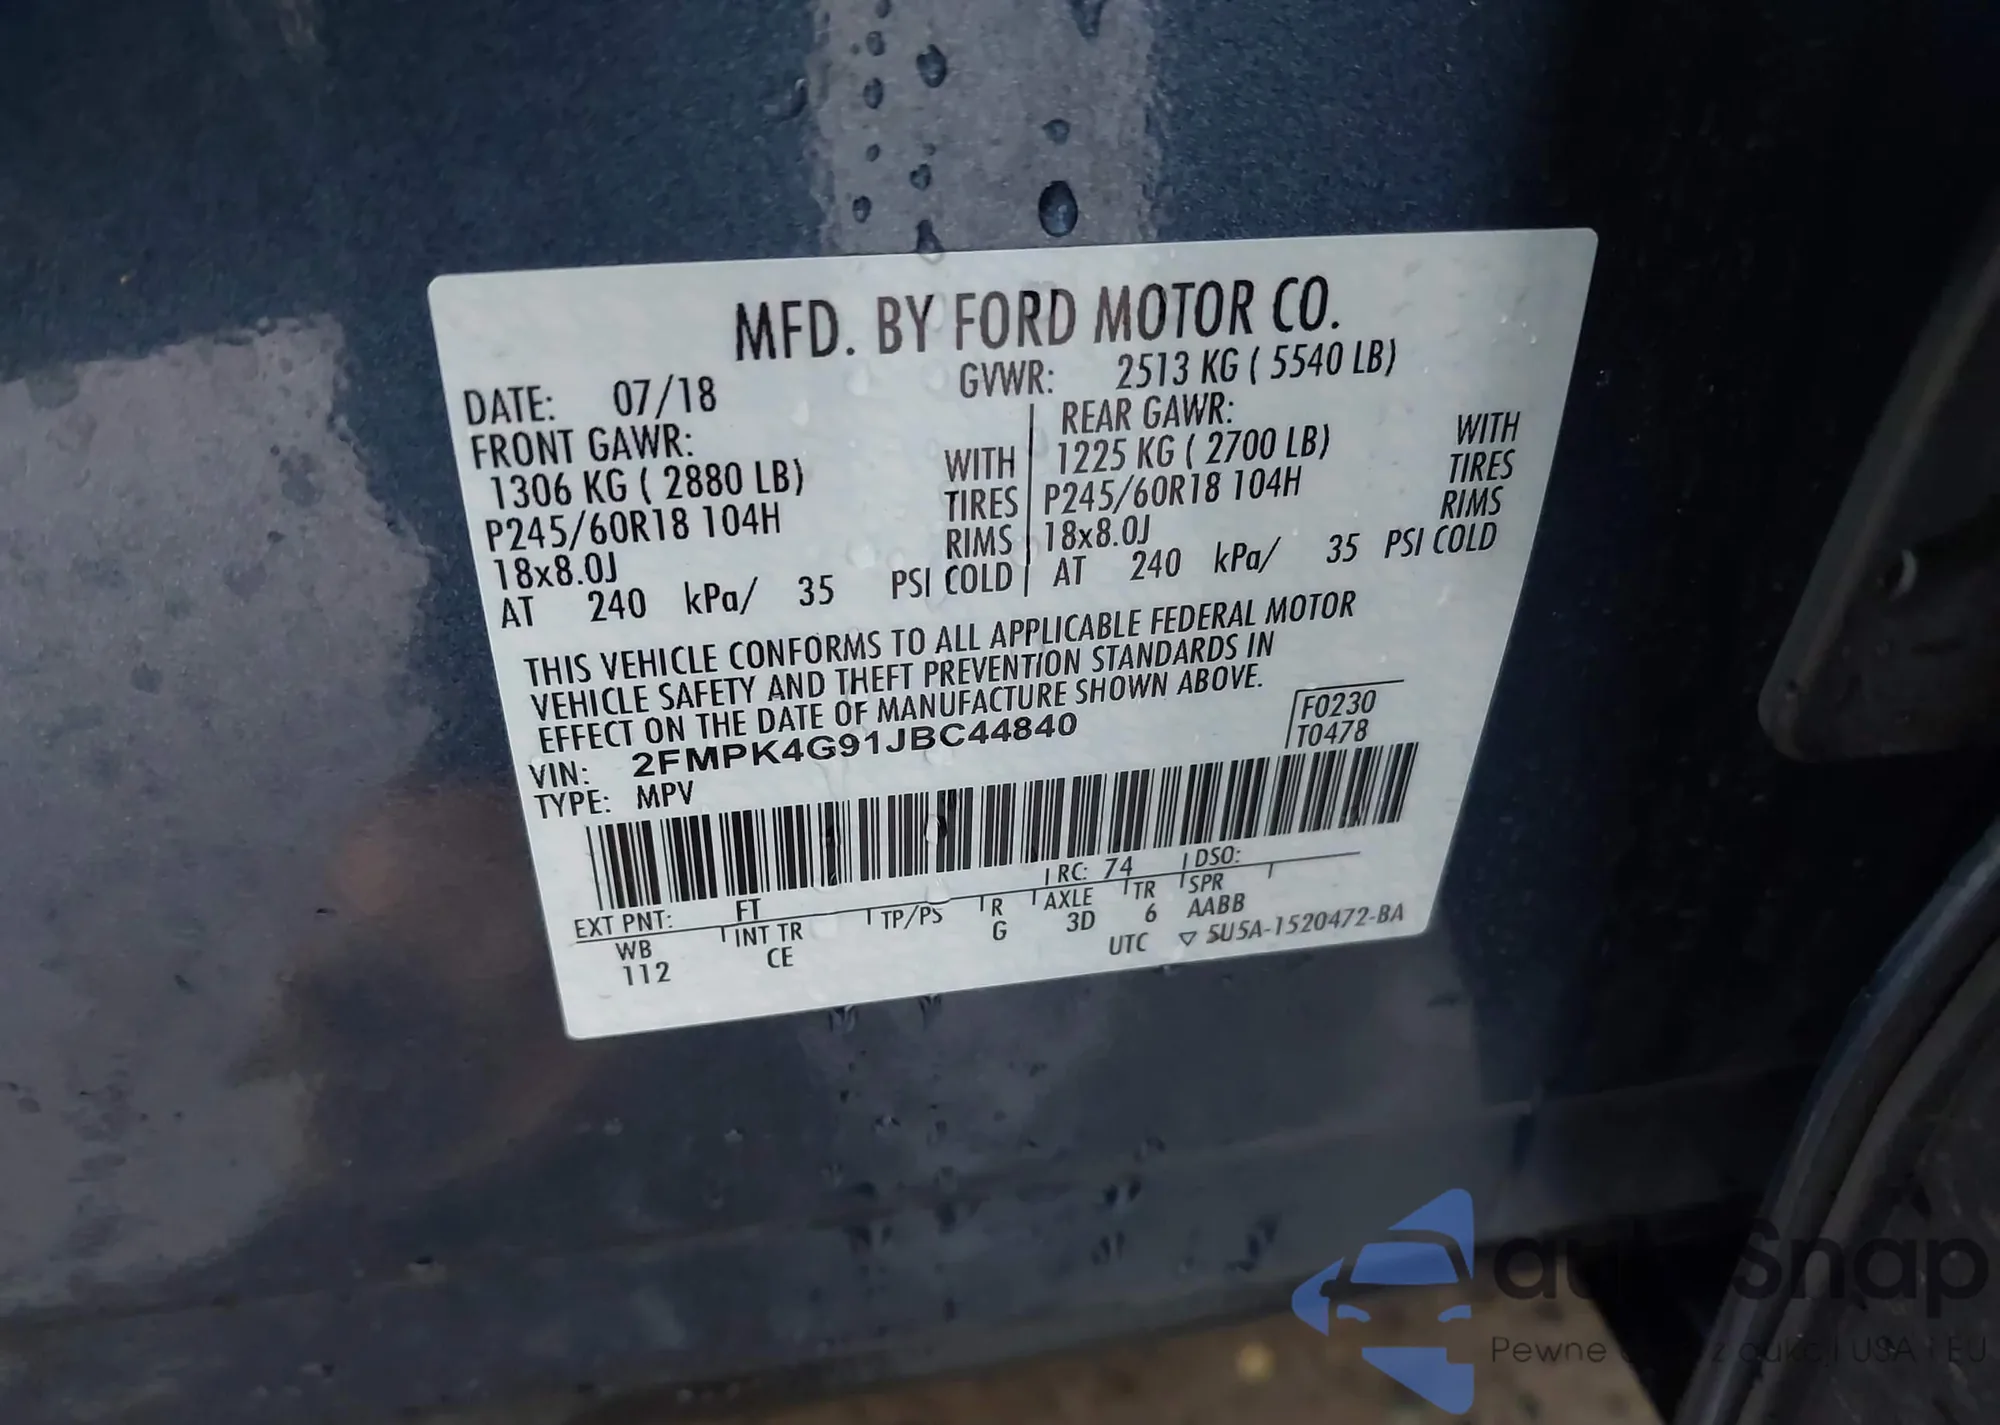 MFD. BY FORD MOTOR CO.
DATE: 07/18 GVWR: 2513 KG ( 5540 LB)
FRONT GAWR: REAR GAWR:
1306 KG ( 2880 LB) WITH 1225 KG ( 2700 LB) WITH
P245/60R18 104H TIRES P245/60R18 104H TIRES
18x8.0J RIMS 18x8.0J RIMS
AT 240 kPa/ 35 PSI COLD AT 240 kPa/ 35 PSI COLD
THIS VEHICLE CONFORMS TO ALL APPLICABLE FEDERAL MOTOR
VEHICLE SAFETY AND THEFT PREVENTION STANDARDS IN
EFFECT ON THE DATE OF MANUFACTURE SHOWN ABOVE.
F0230
VIN: 2FMPK4G91JBC44840 T0478
TYPE: MPV
EXT PNT: FT RC: 74 DSO:
WB INT TR TP/PS R AXLE TR SPR
112 CE G 3D 6 AABB
UTC ▽ 5U5A-1520472-BA
autoSnap
Pewne z aukcji USA i EU